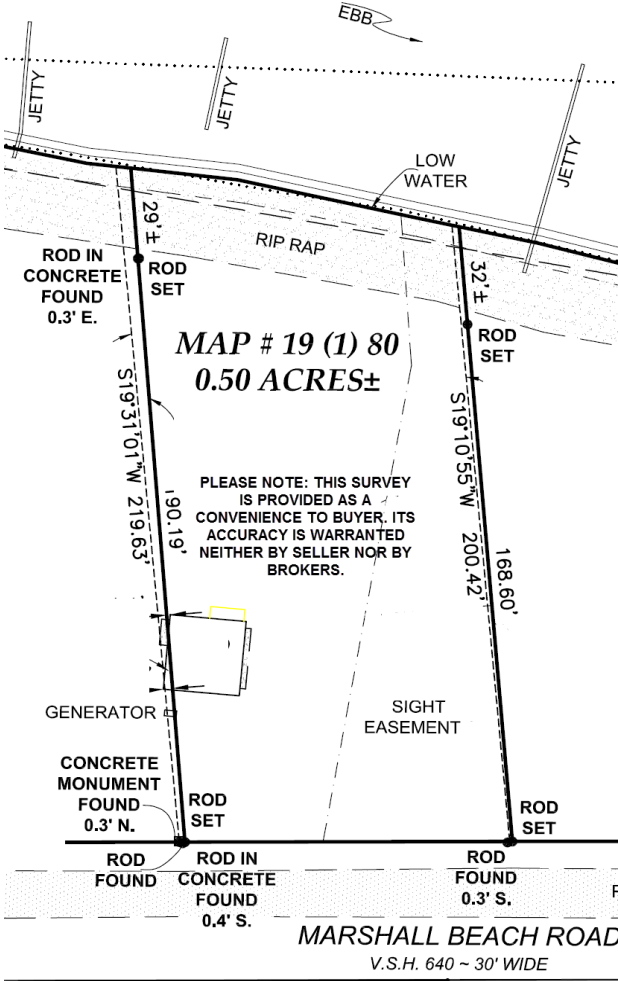 EBB
JETTY
JETTY
JETTY
LOW
WATER
RIP RAP
29'±
32'±
ROD IN
CONCRETE
FOUND
0.3' E.
ROD
SET
ROD
SET
MAP # 19 (1) 80
0.50 ACRES±
S19°31'01"W 219.63'
190.19'
S19°10'55"W 200.42'
168.60'
PLEASE NOTE: THIS SURVEY
IS PROVIDED AS A
CONVENIENCE TO BUYER. ITS
ACCURACY IS WARRANTED
NEITHER BY SELLER NOR BY
BROKERS.
GENERATOR
SIGHT
EASEMENT
CONCRETE
MONUMENT
FOUND
0.3' N.
ROD
SET
ROD
SET
ROD
FOUND
ROD IN
CONCRETE
FOUND
0.4' S.
ROD
FOUND
0.3' S.
MARSHALL BEACH ROAD
V.S.H. 640 ~ 30' WIDE